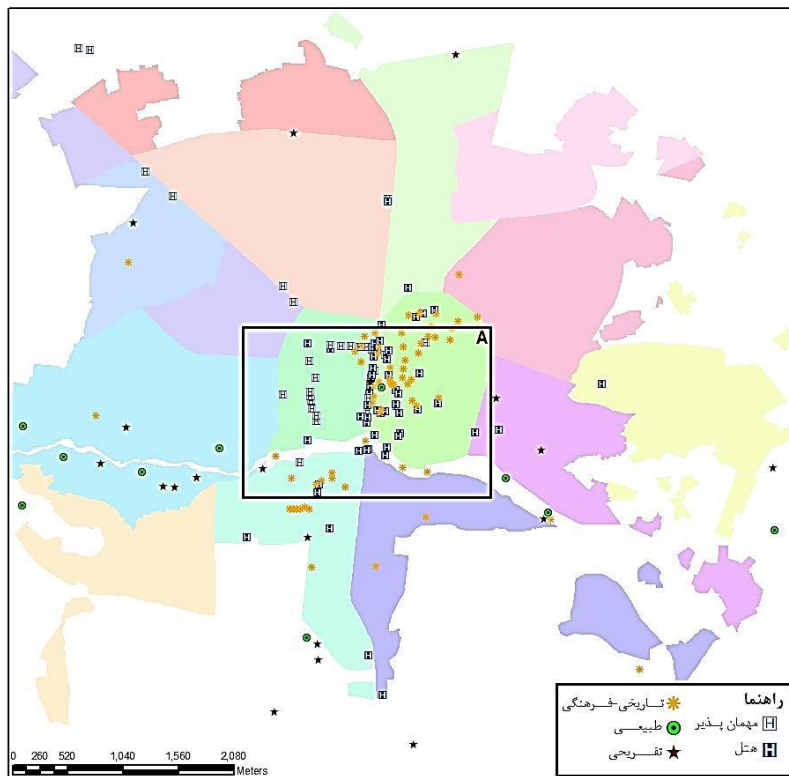 A
راهنما
تاریخی-فرهنگی
مهمان پذیر
طبیعی
هتل
تفریحی
0 260 520 1,040 1,560 2,080
Meters